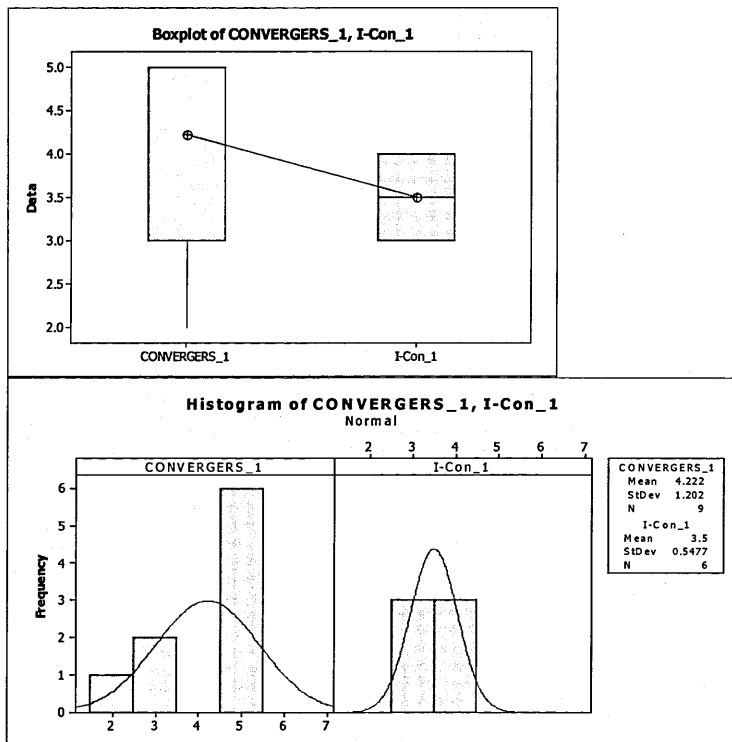 Boxplot of CONVERGERS_1, I-Con_1
5.0
4.5
4.0
3.5
3.0
2.5
2.0
Data
CONVERGERS_1
I-Con_1
Histogram of CONVERGERS_1, I-Con_1
Normal
2 3 4 5 6 7
CONVERGERS_1
I-Con_1
6
5
4
3
2
1
0
Frequency
2 3 4 5 6 7
CONVERGERS_1
Mean 4.222
StDev 1.202
N 9
I-Con_1
Mean 3.5
StDev 0.5477
N 6